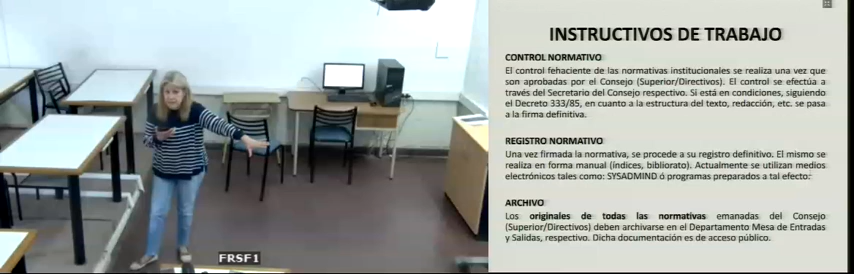 INSTRUCTIVOS DE TRABAJO
CONTROL NORMATIVO
El control fehaciente de las normativas institucionales se realiza una vez que
son aprobadas por el Consejo (Superior/Directivos). El control se efectúa a
través del Secretario del Consejo respectivo. Si está en condiciones, siguiendo
el Decreto 333/85, en cuanto a la estructura del texto, redacción, etc. se pasa
a la firma definitiva.
REGISTRO NORMATIVO
Una vez firmada la normativa, se procede a su registro definitivo. El mismo se
realiza en forma manual (índices, bibliorato). Actualmente se utilizan medios
electrónicos tales como: SYSADMIND ó programas preparados a tal efecto:
ARCHIVO
Los originales de todas las normativas emanadas del Consejo
(Superior/Directivos) deben archivarse en el Departamento Mesa de Entradas
y Salidas, respectivo. Dicha documentación es de acceso público.
FRSF1